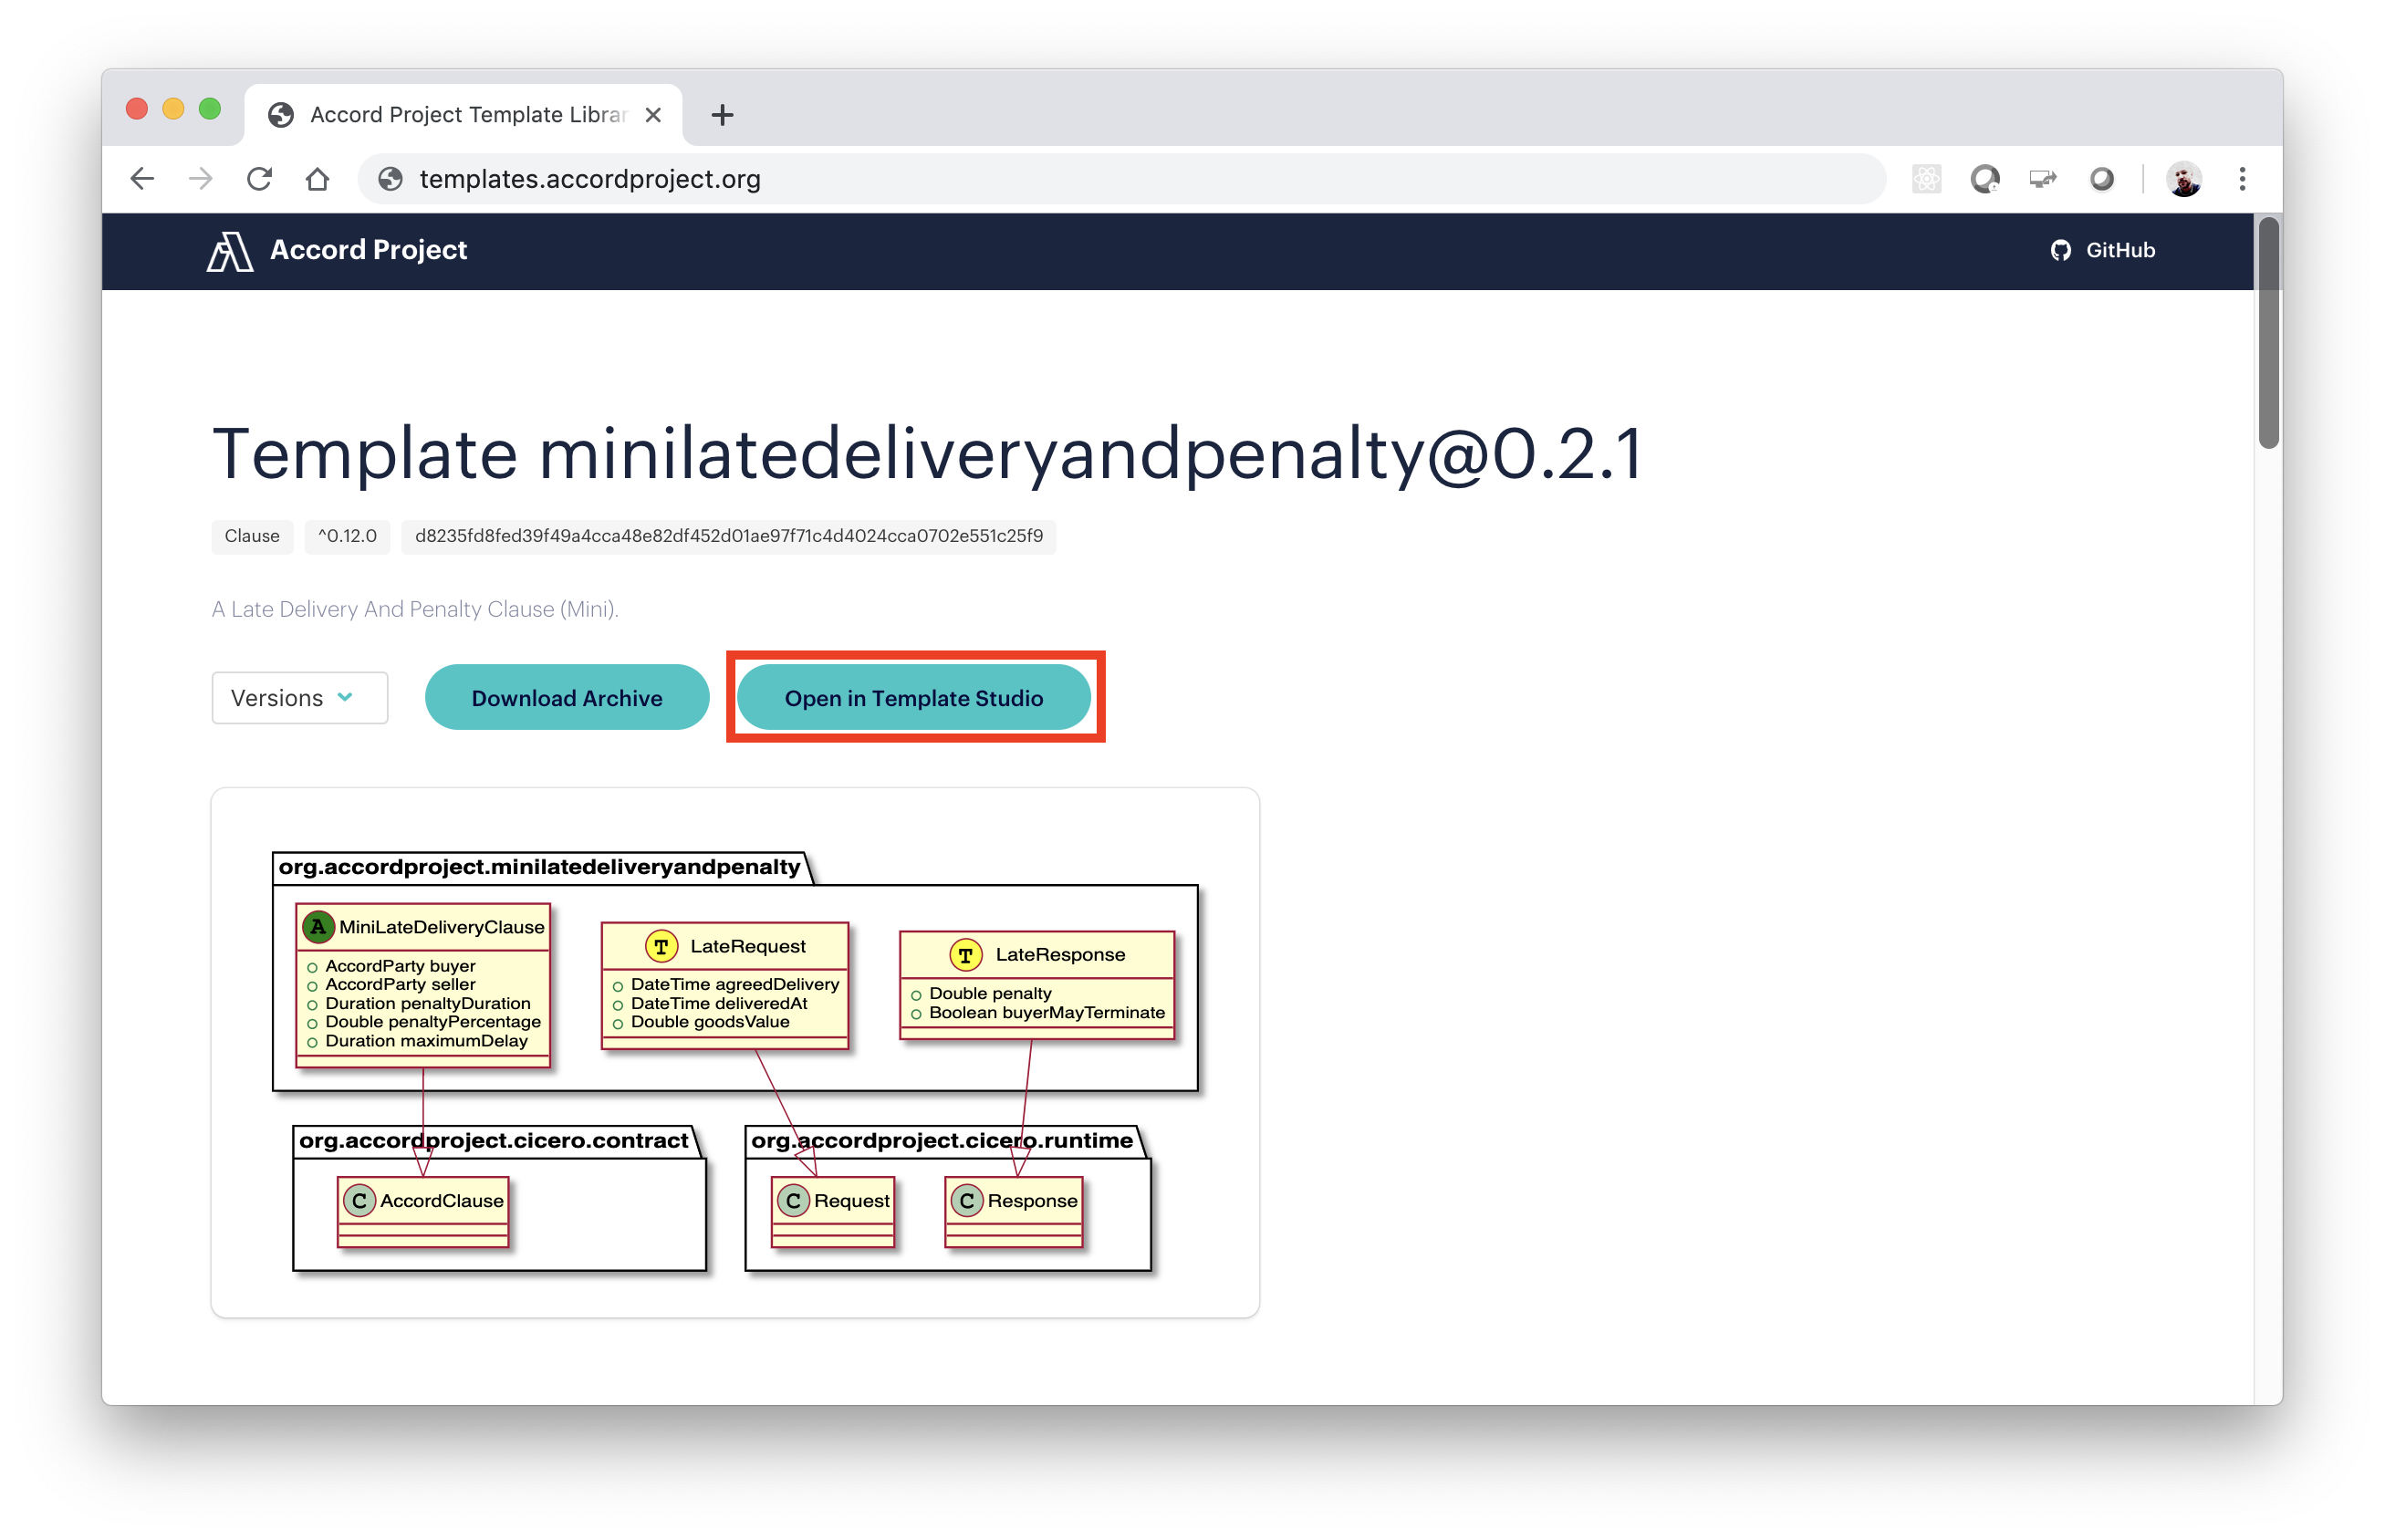 Accord Project Template Librar
templates.accordproject.org
Accord Project
GitHub
Template minilatedeliveryandpenalty@0.2.1
Clause ^0.12.0 d8235fd8fed39f49a4cca48e82df452d01ae97f71c4d4024cca0702e551c25f9
A Late Delivery And Penalty Clause (Mini).
Versions
Download Archive
Open in Template Studio
org.accordproject.minilatedeliveryandpenalty
A MiniLateDeliveryClause
AccordParty buyer
AccordParty seller
Duration penaltyDuration
Double penaltyPercentage
Duration maximumDelay
T LateRequest
DateTime agreedDelivery
DateTime deliveredAt
Double goodsValue
T LateResponse
Double penalty
Boolean buyerMayTerminate
org.accordproject.cicero.contract
C AccordClause
org.accordproject.cicero.runtime
C Request
C Response